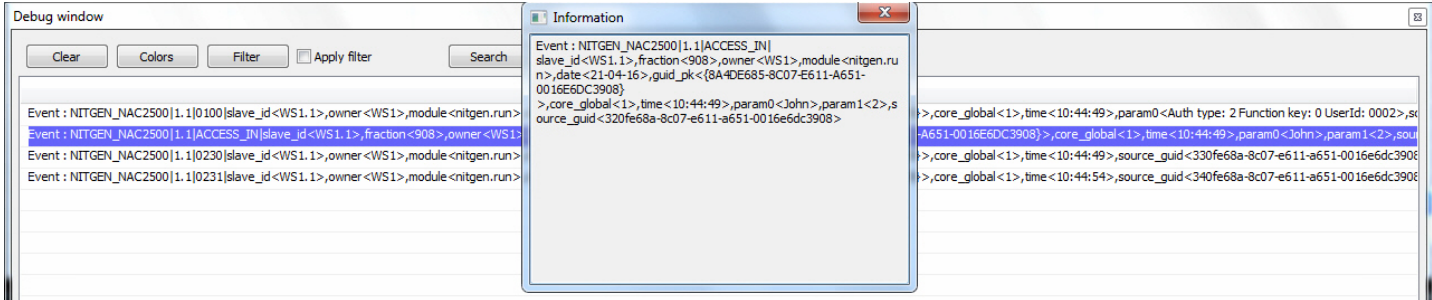 Debug window
Clear Colors Filter Apply filter Search
Event : NITGEN_NAC2500|1.1|0100|slave_id<WS1.1>,owner<WS1>,module<nitgen.run> >,core_global<1>,time<10:44:49>,param0<Auth type: 2 Function key: 0 UserId: 0002>,so
Event : NITGEN_NAC2500|1.1|ACCESS_IN|slave_id<WS1.1>,fraction<908>,owner<WS1> -A651-0016E6DC3908}>,core_global<1>,time<10:44:49>,param0<John>,param1<2>,sou
Event : NITGEN_NAC2500|1.1|0230|slave_id<WS1.1>,owner<WS1>,module<nitgen.run> >,core_global<1>,time<10:44:49>,source_guid<330fe68a-8c07-e611-a651-0016e6dc3908
Event : NITGEN_NAC2500|1.1|0231|slave_id<WS1.1>,owner<WS1>,module<nitgen.run> >,core_global<1>,time<10:44:54>,source_guid<340fe68a-8c07-e611-a651-0016e6dc3908
Information
Event : NITGEN_NAC2500|1.1|ACCESS_IN|
slave_id<WS1.1>,fraction<908>,owner<WS1>,module<nitgen.ru
n>,date<21-04-16>,guid_pk<{8A4DE685-8C07-E611-A651-
0016E6DC3908}
>,core_global<1>,time<10:44:49>,param0<John>,param1<2>,s
ource_guid<320fe68a-8c07-e611-a651-0016e6dc3908>